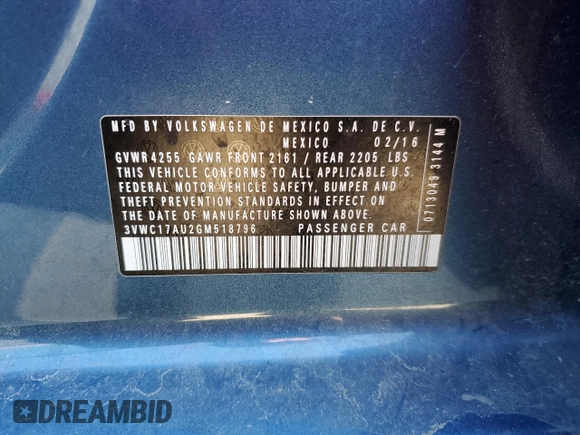 MFD BY VOLKSWAGEN DE MEXICO S.A. DE C.V.
MEXICO 02/16
GVWR 4255 GAWR FRONT 2161 / REAR 2205 LBS
THIS VEHICLE CONFORMS TO ALL APPLICABLE U.S.
FEDERAL MOTOR VEHICLE SAFETY, BUMPER AND
THEFT PREVENTION STANDARDS IN EFFECT ON
THE DATE OF MANUFACTURE SHOWN ABOVE.
3VWC17AU2GM518796 PASSENGER CAR
0713049 3144 M
DREAMBID